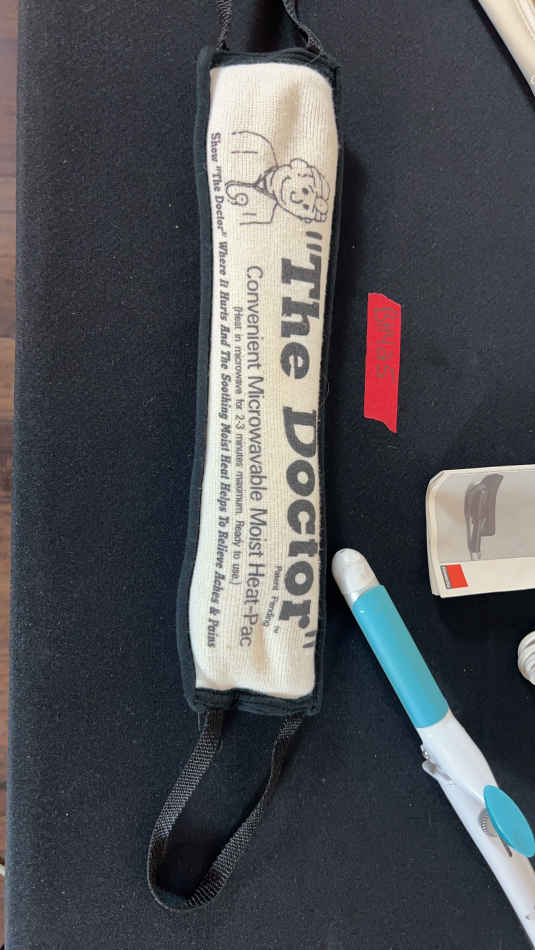 "The Doctor"
Patent Pending ™
Convenient Microwavable Moist Heat-Pac
(Heat in microwave for 2-3 minutes maximum. Ready to use.)
Show "The Doctor" Where It Hurts And The Soothing Moist Heat Helps To Relieve Aches & Pains